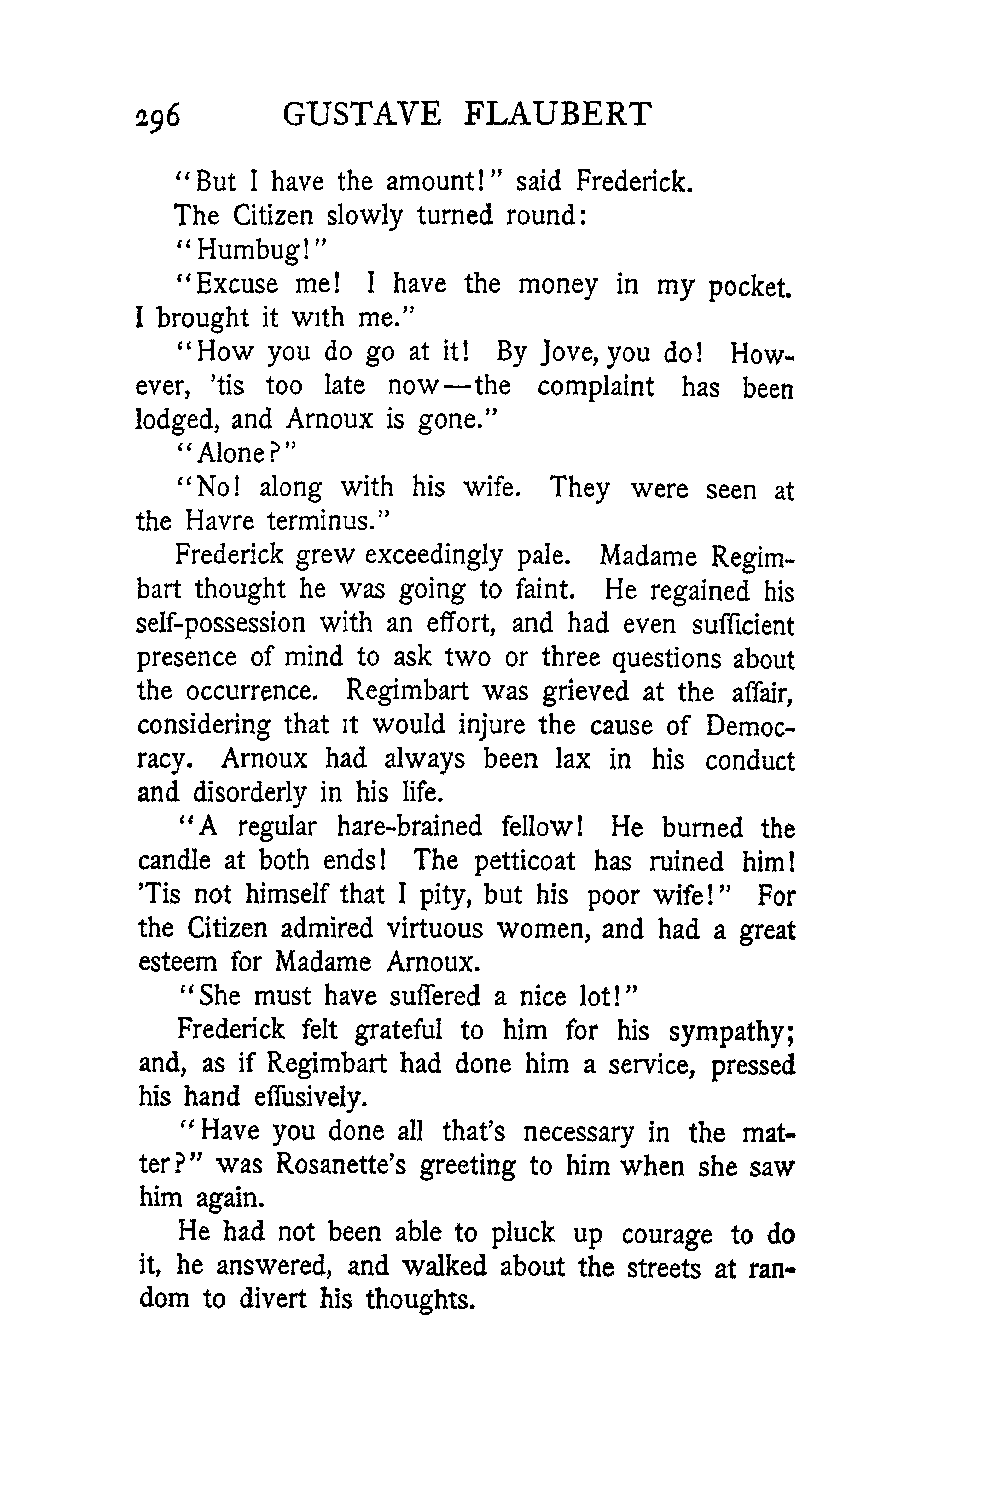 296 GUSTAVE FLAUBERT
"But I have the amount!" said Frederick.
The Citizen slowly turned round:
"Humbug!"
"Excuse me! I have the money in my pocket.
I brought it with me."
"How you do go at it! By Jove, you do! How-
ever, 'tis too late now—the complaint has been
lodged, and Arnoux is gone."
"Alone?"
"No! along with his wife. They were seen at
the Havre terminus."
Frederick grew exceedingly pale. Madame Regim-
bart thought he was going to faint. He regained his
self-possession with an effort, and had even sufficient
presence of mind to ask two or three questions about
the occurrence. Regimbart was grieved at the affair,
considering that it would injure the cause of Democ-
racy. Arnoux had always been lax in his conduct
and disorderly in his life.
"A regular hare-brained fellow! He burned the
candle at both ends! The petticoat has ruined him!
'Tis not himself that I pity, but his poor wife!" For
the Citizen admired virtuous women, and had a great
esteem for Madame Arnoux.
"She must have suffered a nice lot!"
Frederick felt grateful to him for his sympathy;
and, as if Regimbart had done him a service, pressed
his hand effusively.
"Have you done all that's necessary in the mat-
ter?" was Rosanette's greeting to him when she saw
him again.
He had not been able to pluck up courage to do
it, he answered, and walked about the streets at ran-
dom to divert his thoughts.